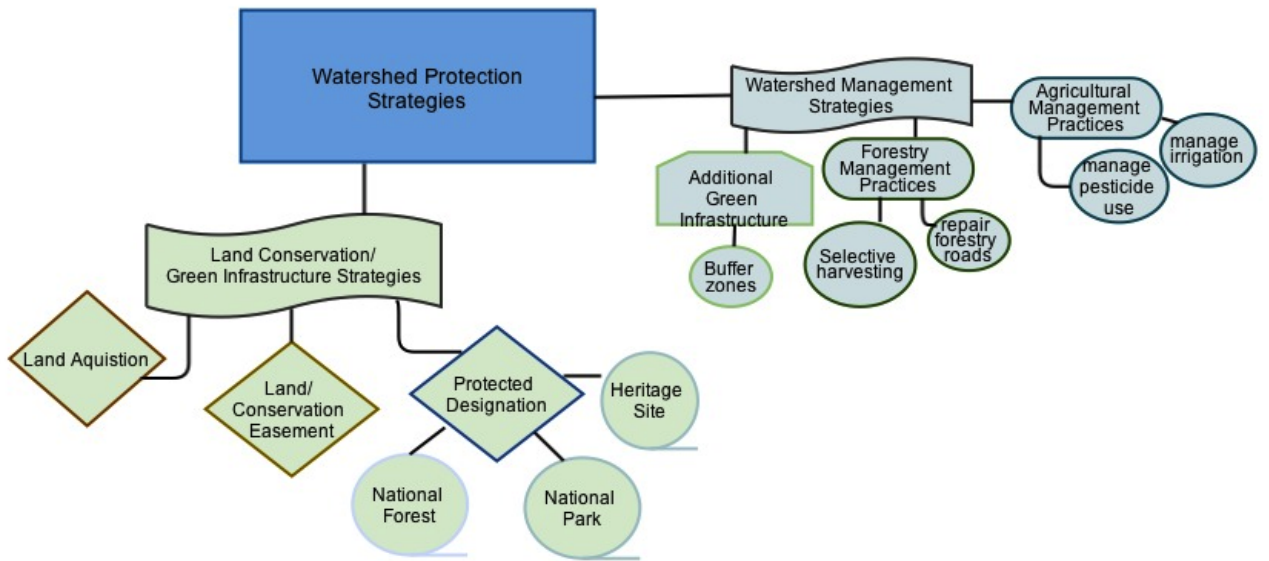 Watershed Protection
Strategies
Watershed Management
Strategies
Agricultural
Management
Practices
manage
irrigation
manage
pesticide
use
Forestry
Management
Practices
Additional
Green
Infrastructure
repair
forestry
roads
Selective
harvesting
Buffer
zones
Land Conservation/
Green Infrastructure Strategies
Land Aquistion
Land/
Conservation
Easement
Protected
Designation
Heritage
Site
National
Forest
National
Park